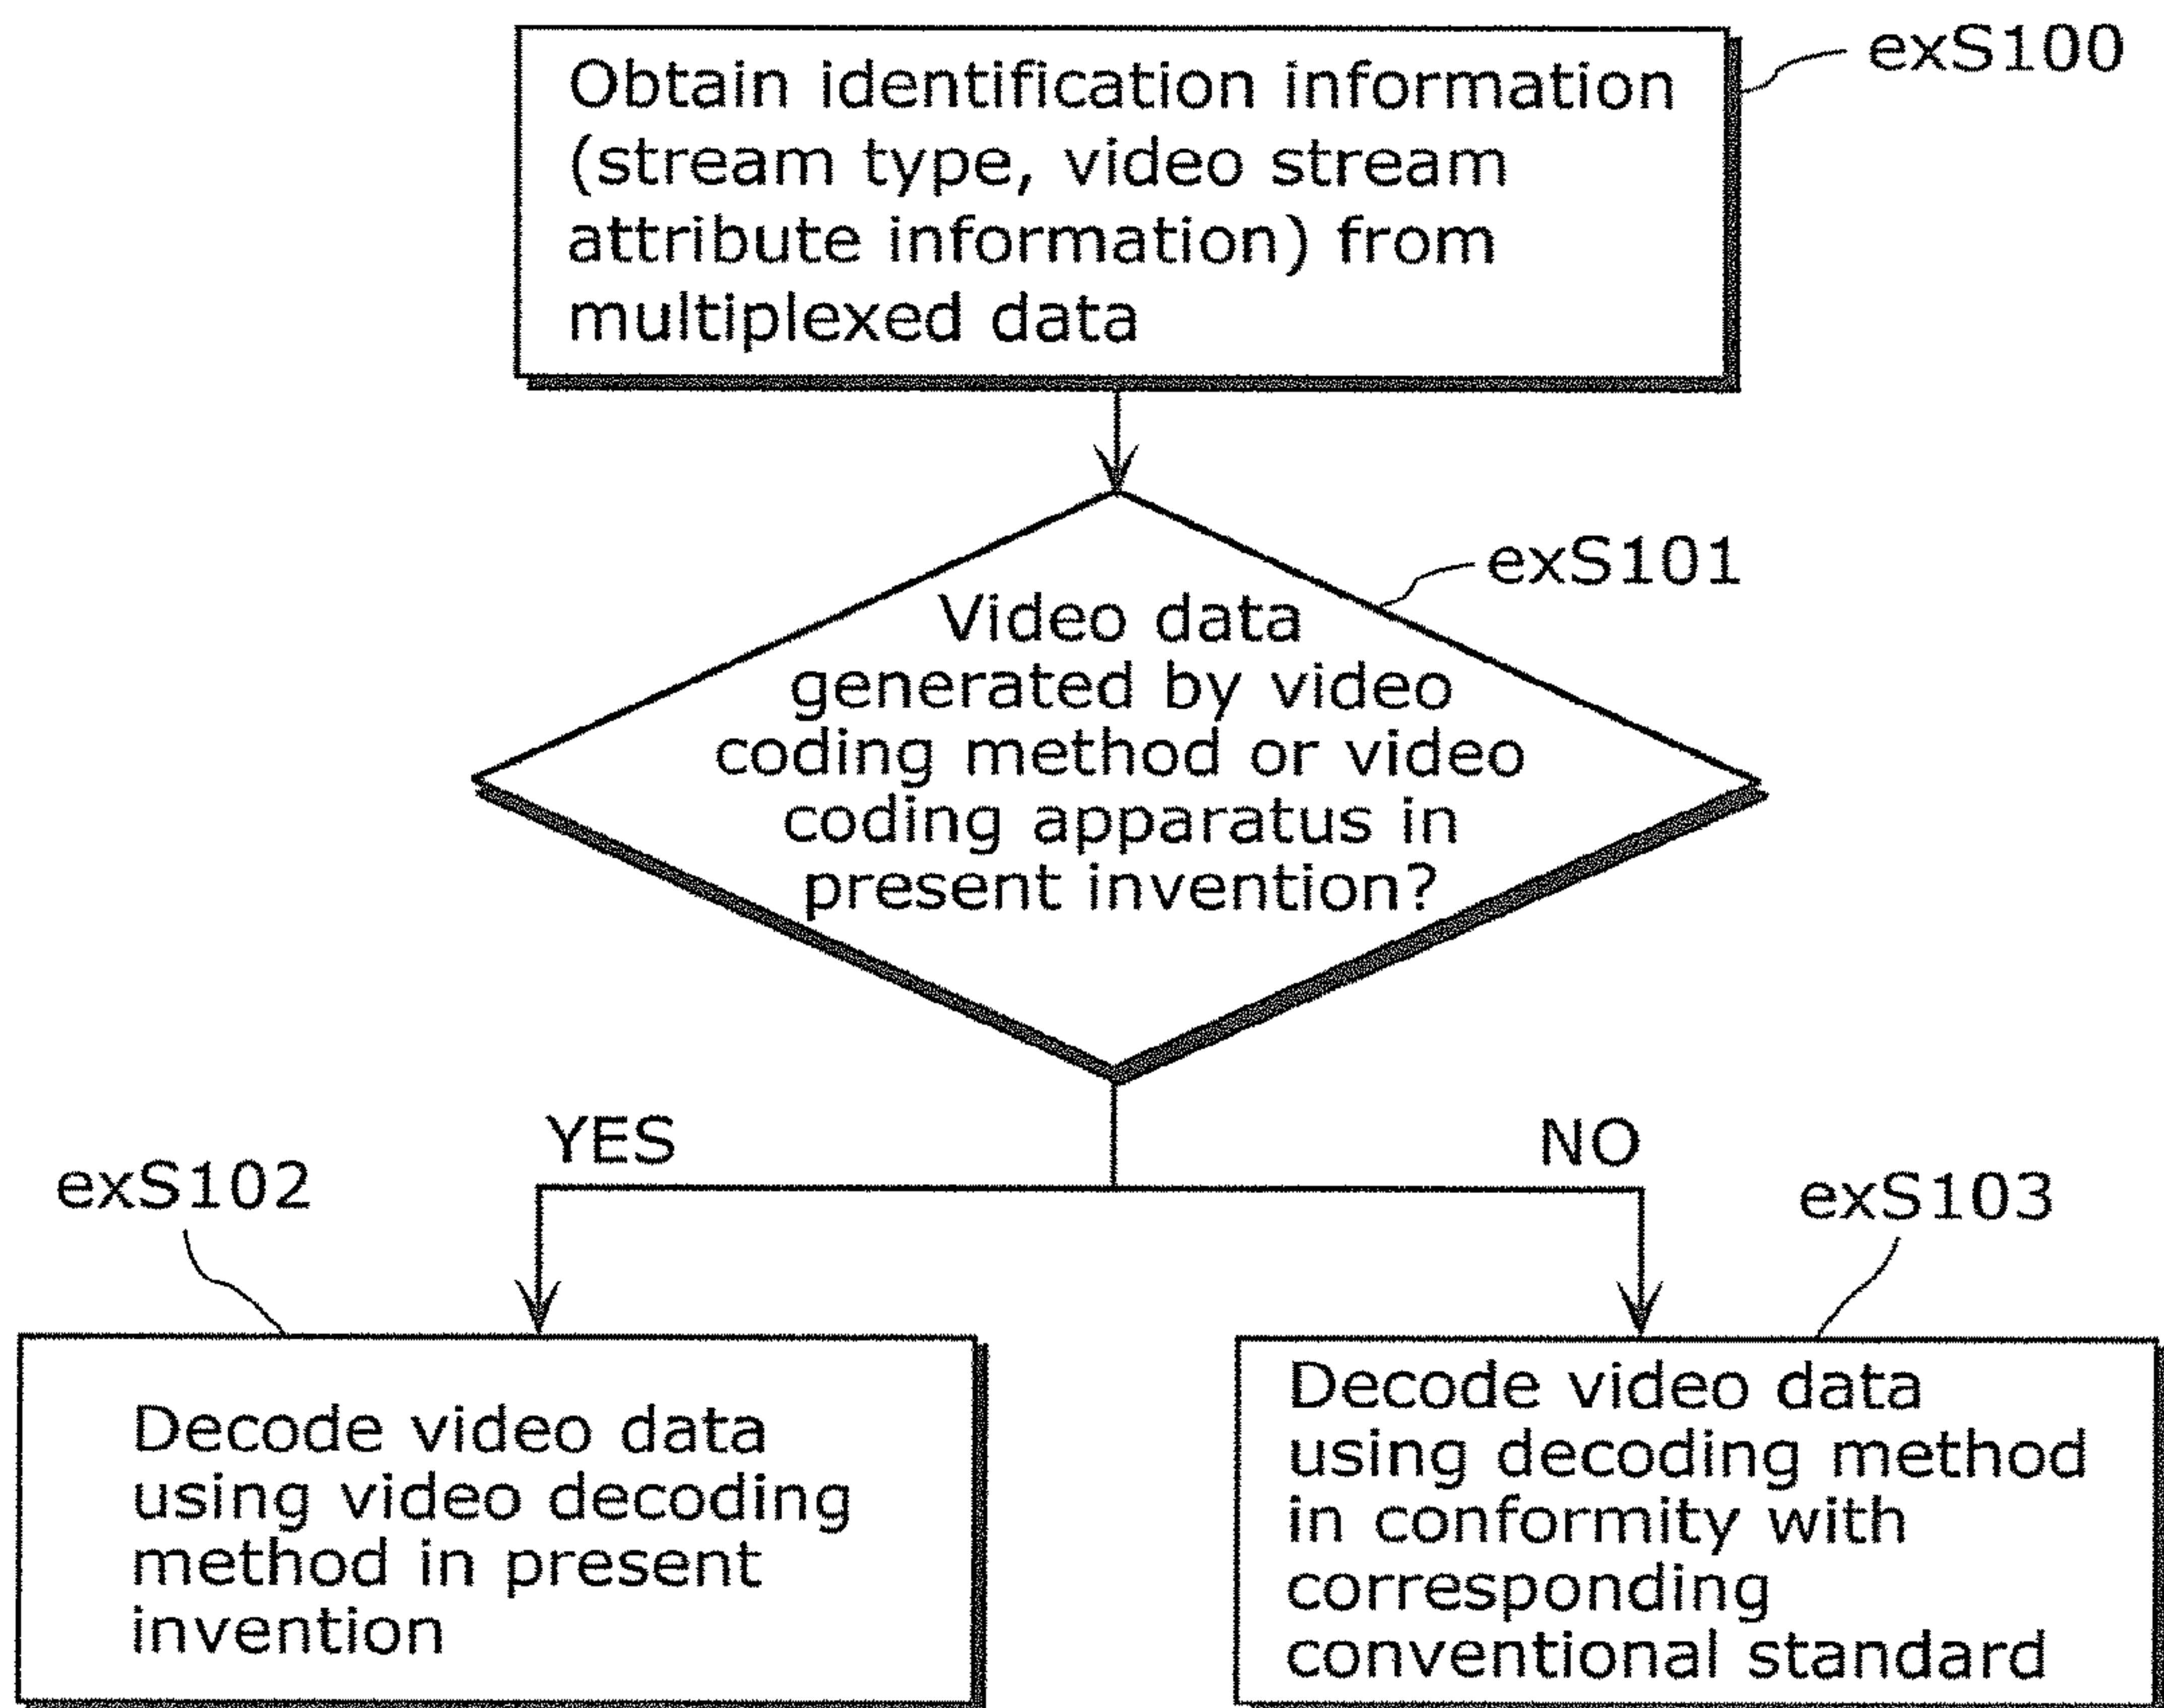 exS100
Obtain identification information
(stream type, video stream
attribute information) from
multiplexed data
exS101
Video data
generated by video
coding method or video
coding apparatus in
present invention?
YES
NO
exS102
exS103
Decode video data
using video decoding
method in present
invention
Decode video data
using decoding method
in conformity with
corresponding
conventional standard